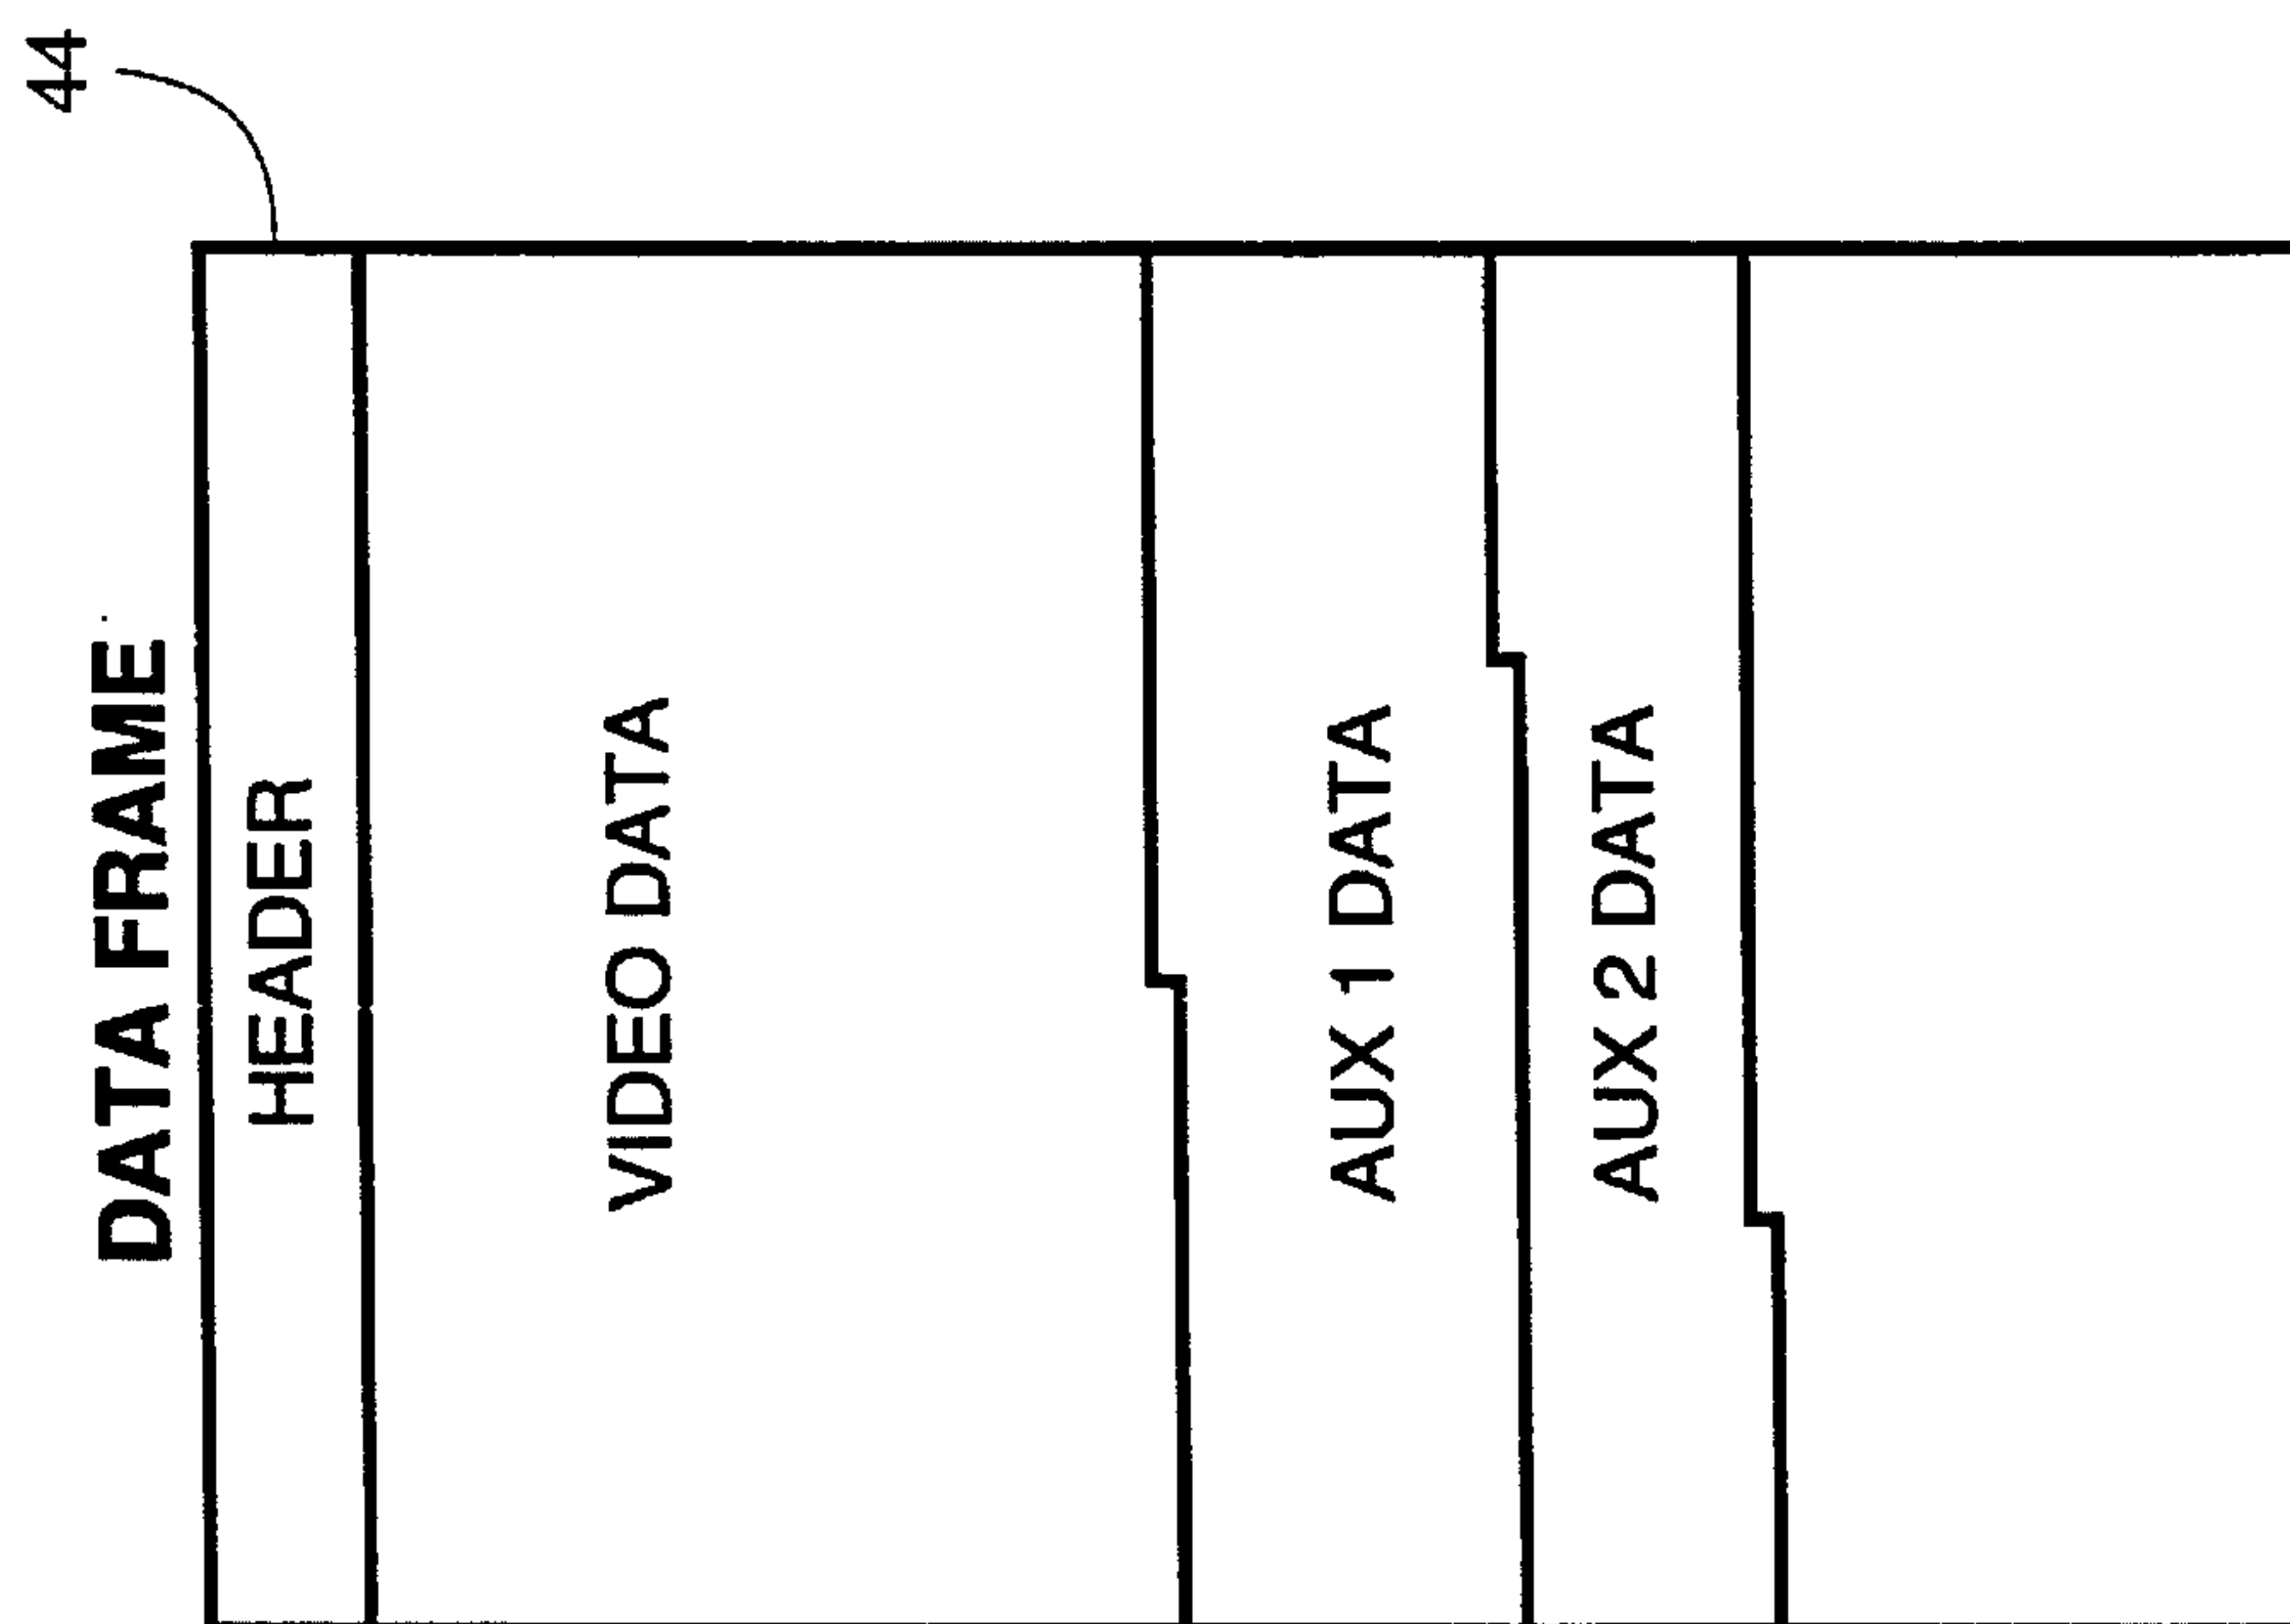 44
DATA FRAME
HEADER
VIDEO DATA
AUX 1 DATA
AUX 2 DATA